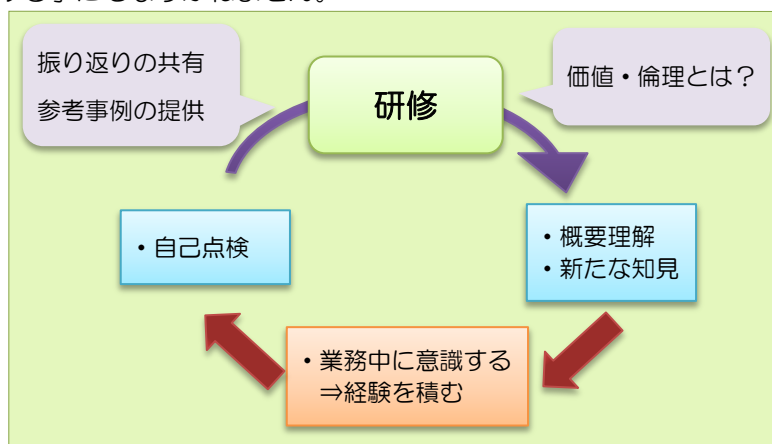 振り返りの共有
参考事例の提供
研修
価値・倫理とは？
・概要理解
・新たな知見
・業務中に意識する
⇒経験を積む
・自己点検